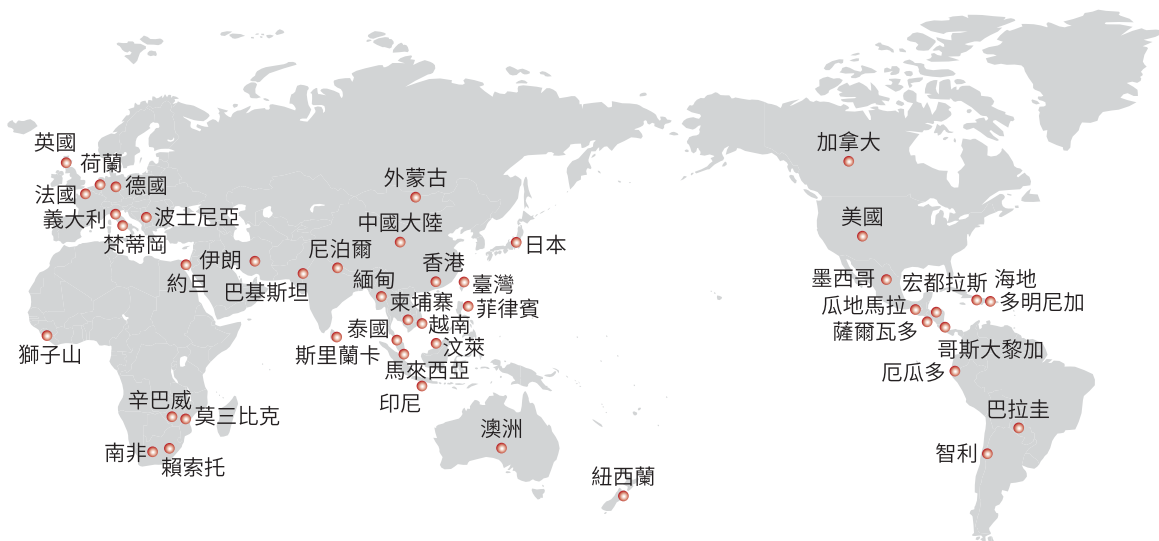 英國
荷蘭
法國
德國
義大利
波士尼亞
梵蒂岡
約旦
伊朗
巴基斯坦
尼泊爾
外蒙古
中國大陸
日本
香港
緬甸
臺灣
柬埔寨
菲律賓
泰國
越南
斯里蘭卡
汶萊
馬來西亞
印尼
獅子山
辛巴威
莫三比克
南非
賴索托
澳洲
紐西蘭
加拿大
美國
墨西哥
宏都拉斯
海地
瓜地馬拉
多明尼加
薩爾瓦多
哥斯大黎加
厄瓜多
巴拉圭
智利